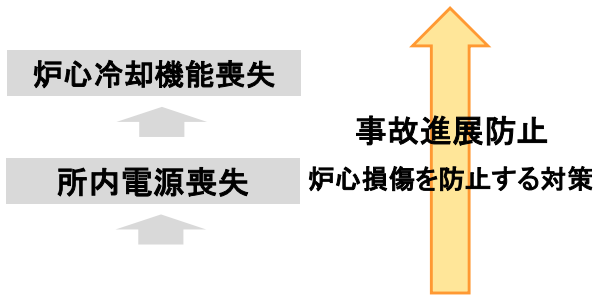 炉心冷却機能喪失
所内電源喪失
事故進展防止
炉心損傷を防止する対策